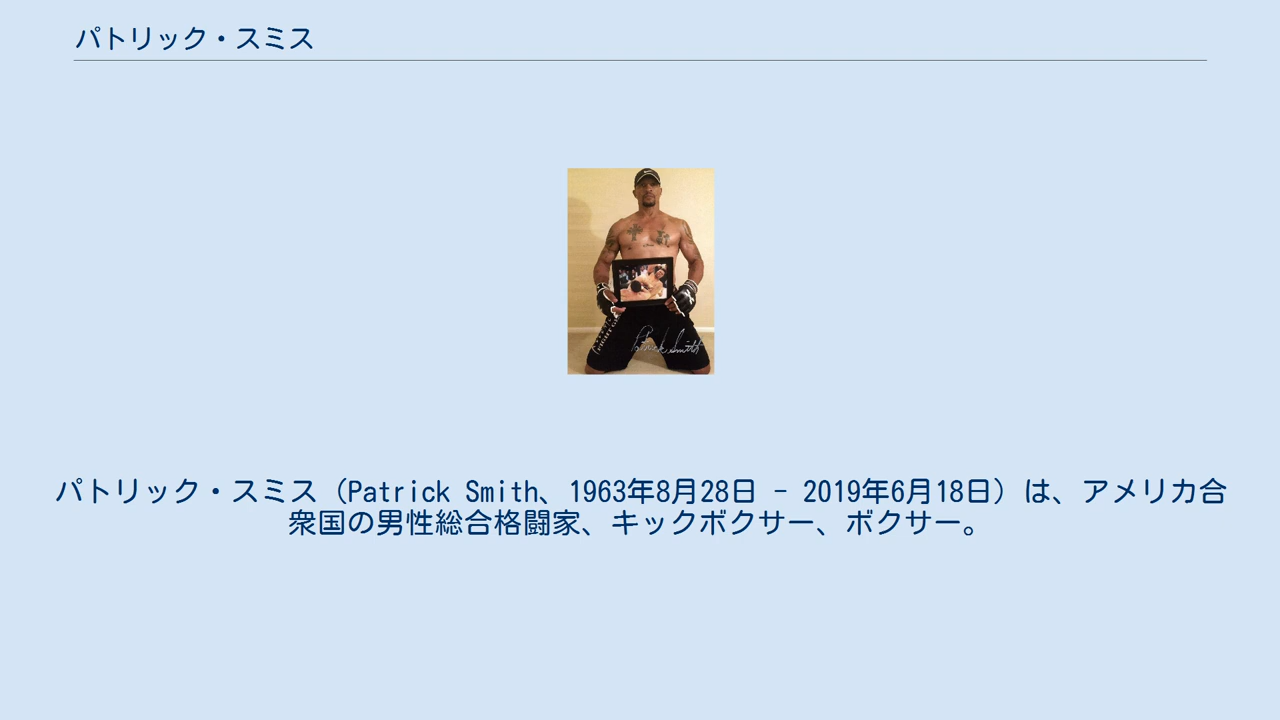 パトリック・スミス
Patrick Smith
パトリック・スミス（Patrick Smith、1963年8月28日 - 2019年6月18日）は、アメリカ合
衆国の男性総合格闘家、キックボクサー、ボクサー。